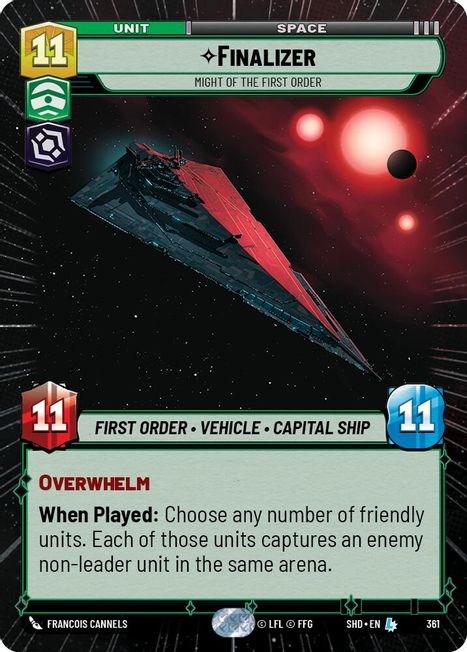 UNIT
SPACE
11
✧FINALIZER
MIGHT OF THE FIRST ORDER
11
FIRST ORDER • VEHICLE • CAPITAL SHIP
11
OVERWHELM
When Played: Choose any number of friendly
units. Each of those units captures an enemy
non-leader unit in the same arena.
FRANCOIS CANNELS
© LFL © FFG
SHD • EN
361